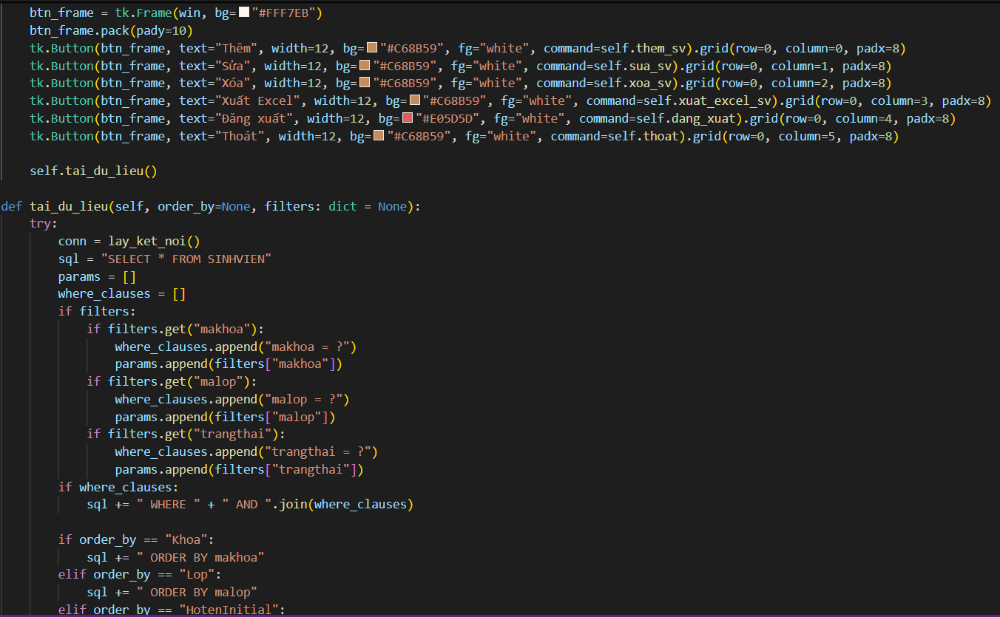 btn_frame = tk.Frame(win, bg="#FFF7EB")
btn_frame.pack(pady=10)
tk.Button(btn_frame, text="Thêm", width=12, bg="#C68B59", fg="white", command=self.them_sv).grid(row=0, column=0, padx=8)
tk.Button(btn_frame, text="Sửa", width=12, bg="#C68B59", fg="white", command=self.sua_sv).grid(row=0, column=1, padx=8)
tk.Button(btn_frame, text="Xóa", width=12, bg="#C68B59", fg="white", command=self.xoa_sv).grid(row=0, column=2, padx=8)
tk.Button(btn_frame, text="Xuất Excel", width=12, bg="#C68B59", fg="white", command=self.xuat_excel_sv).grid(row=0, column=3, padx=8)
tk.Button(btn_frame, text="Đăng xuất", width=12, bg="#E05D5D", fg="white", command=self.dang_xuat).grid(row=0, column=4, padx=8)
tk.Button(btn_frame, text="Thoát", width=12, bg="#C68B59", fg="white", command=self.thoat).grid(row=0, column=5, padx=8)
self.tai_du_lieu()
def tai_du_lieu(self, order_by=None, filters: dict = None):
try:
conn = lay_ket_noi()
sql = "SELECT * FROM SINHVIEN"
params = []
where_clauses = []
if filters:
if filters.get("makhoa"):
where_clauses.append("makhoa = ?")
params.append(filters["makhoa"])
if filters.get("malop"):
where_clauses.append("malop = ?")
params.append(filters["malop"])
if filters.get("trangthai"):
where_clauses.append("trangthai = ?")
params.append(filters["trangthai"])
if where_clauses:
sql += " WHERE " + " AND ".join(where_clauses)
if order_by == "Khoa":
sql += " ORDER BY makhoa"
elif order_by == "Lop":
sql += " ORDER BY malop"
elif order_by == "HotenInitial":